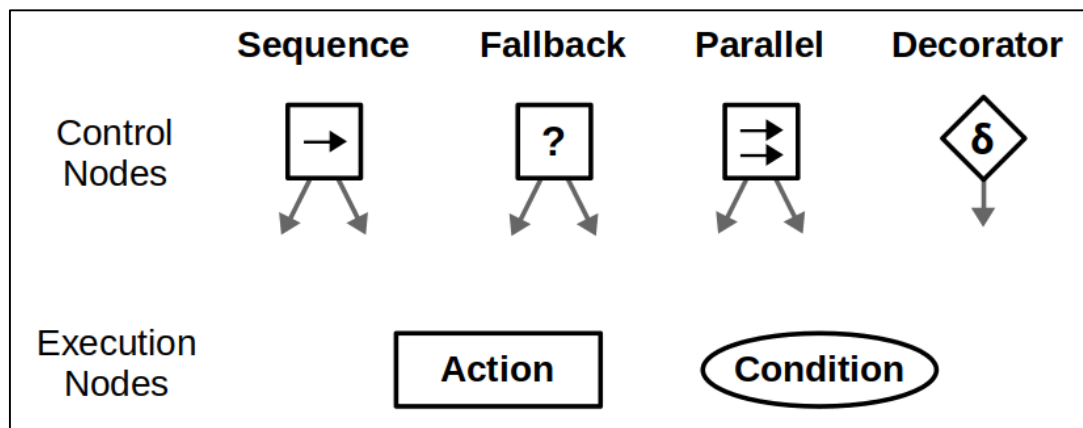 Sequence Fallback Parallel Decorator
Control
Nodes
?
δ
Execution
Nodes
Action
Condition